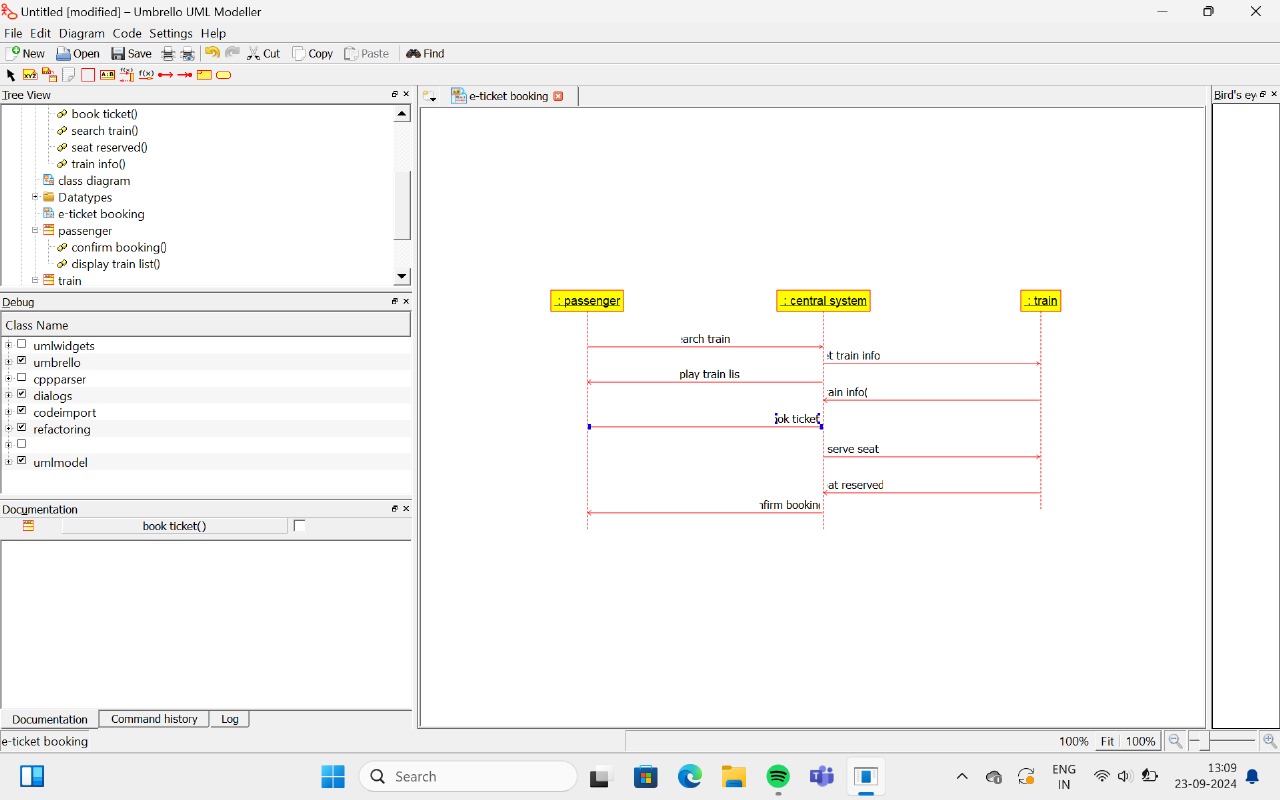 Untitled [modified] – Umbrello UML Modeller
File Edit Diagram Code Settings Help
New Open Save Cut Copy Paste Find
Tree View
book ticket()
search train()
seat reserved()
train info()
class diagram
Datatypes
e-ticket booking
passenger
confirm booking()
display train list()
train
Debug
Class Name
umlwidgets
umbrello
cppparser
dialogs
codeimport
refactoring
umlmodel
Documentation
book ticket()
Documentation Command history Log
e-ticket booking
e-ticket booking
: passenger : central system : train
arch train
t train info
play train lis
ain info(
ok ticket
serve seat
at reserved
nfirm bookin
Bird's ey
100% Fit 100%
Search
ENG
IN
13:09
23-09-2024